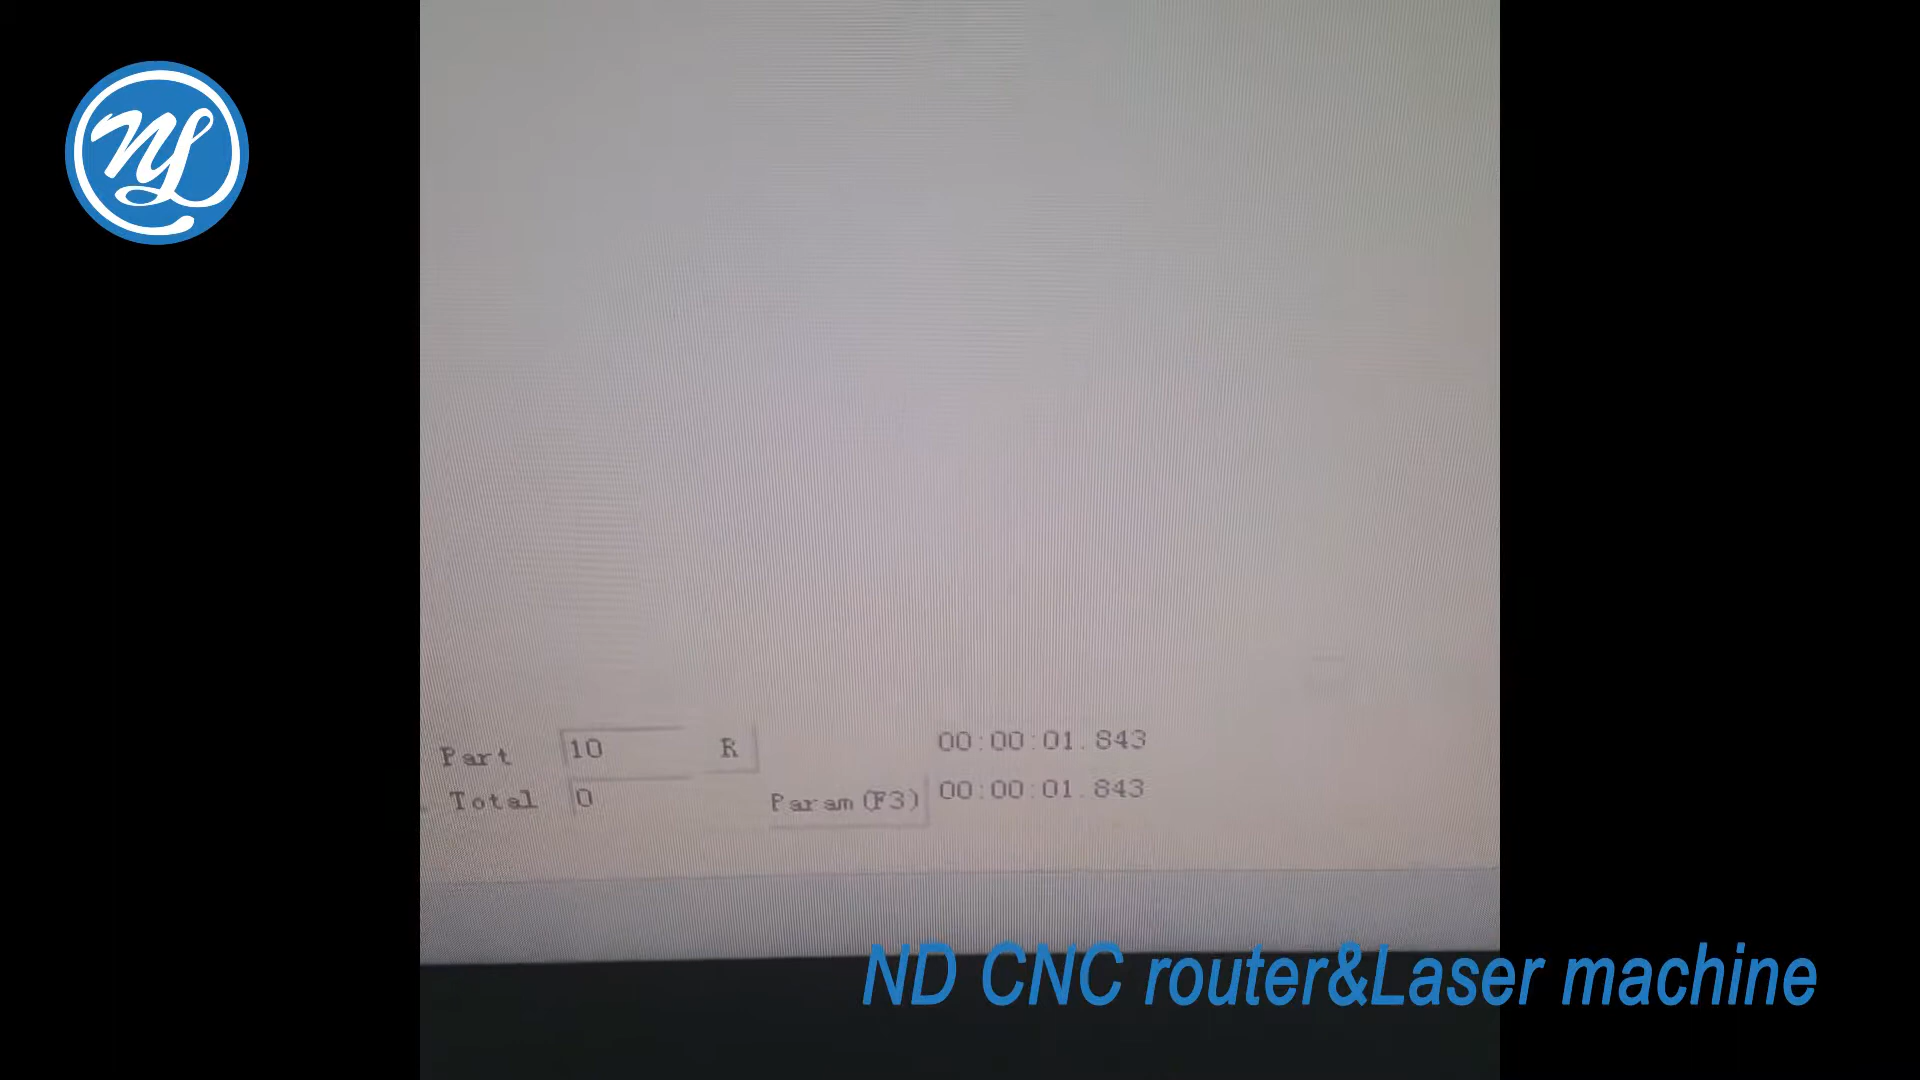 Part 10 R 00:00:01.843
Total 0 Param(F3) 00:00:01.843
ND CNC router&Laser machine